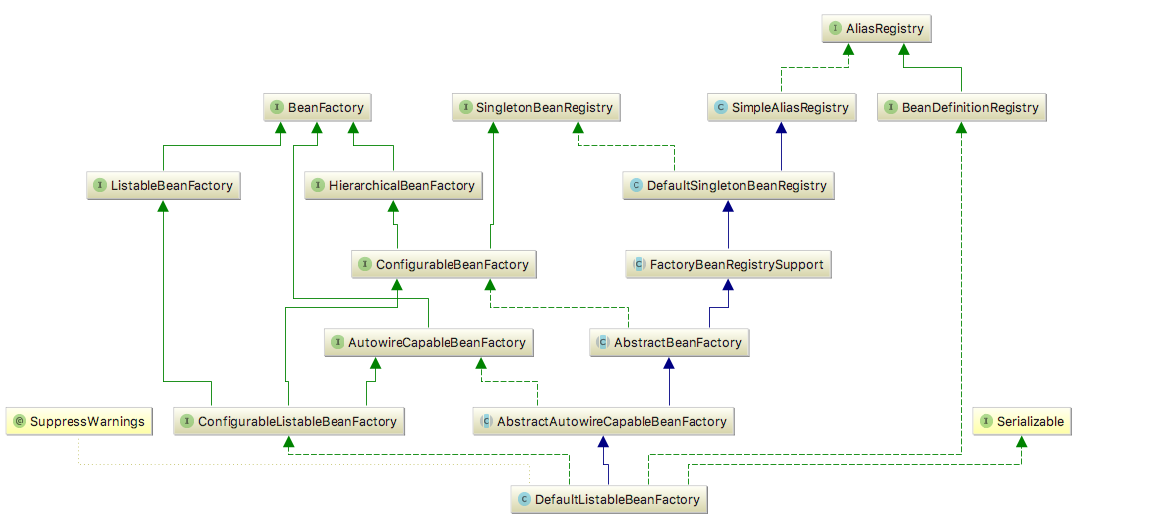 I AliasRegistry
I BeanFactory
I SingletonBeanRegistry
C SimpleAliasRegistry
I BeanDefinitionRegistry
I ListableBeanFactory
I HierarchicalBeanFactory
C DefaultSingletonBeanRegistry
I ConfigurableBeanFactory
C FactoryBeanRegistrySupport
I AutowireCapableBeanFactory
C AbstractBeanFactory
@ SuppressWarnings
I ConfigurableListableBeanFactory
C AbstractAutowireCapableBeanFactory
I Serializable
C DefaultListableBeanFactory